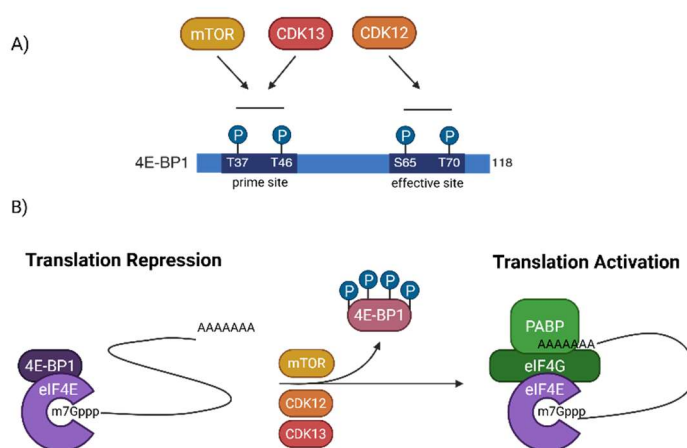 A)
mTOR CDK13 CDK12
P P P P
4E-BP1 T37 T46 S65 T70 118
prime site effective site
B)
Translation Repression Translation Activation
P P P P
4E-BP1
PABP
AAAAAAA AAAAAAA
4E-BP1 mTOR eIF4G
eIF4E eIF4E
m7Gppp CDK12 m7Gppp
CDK13